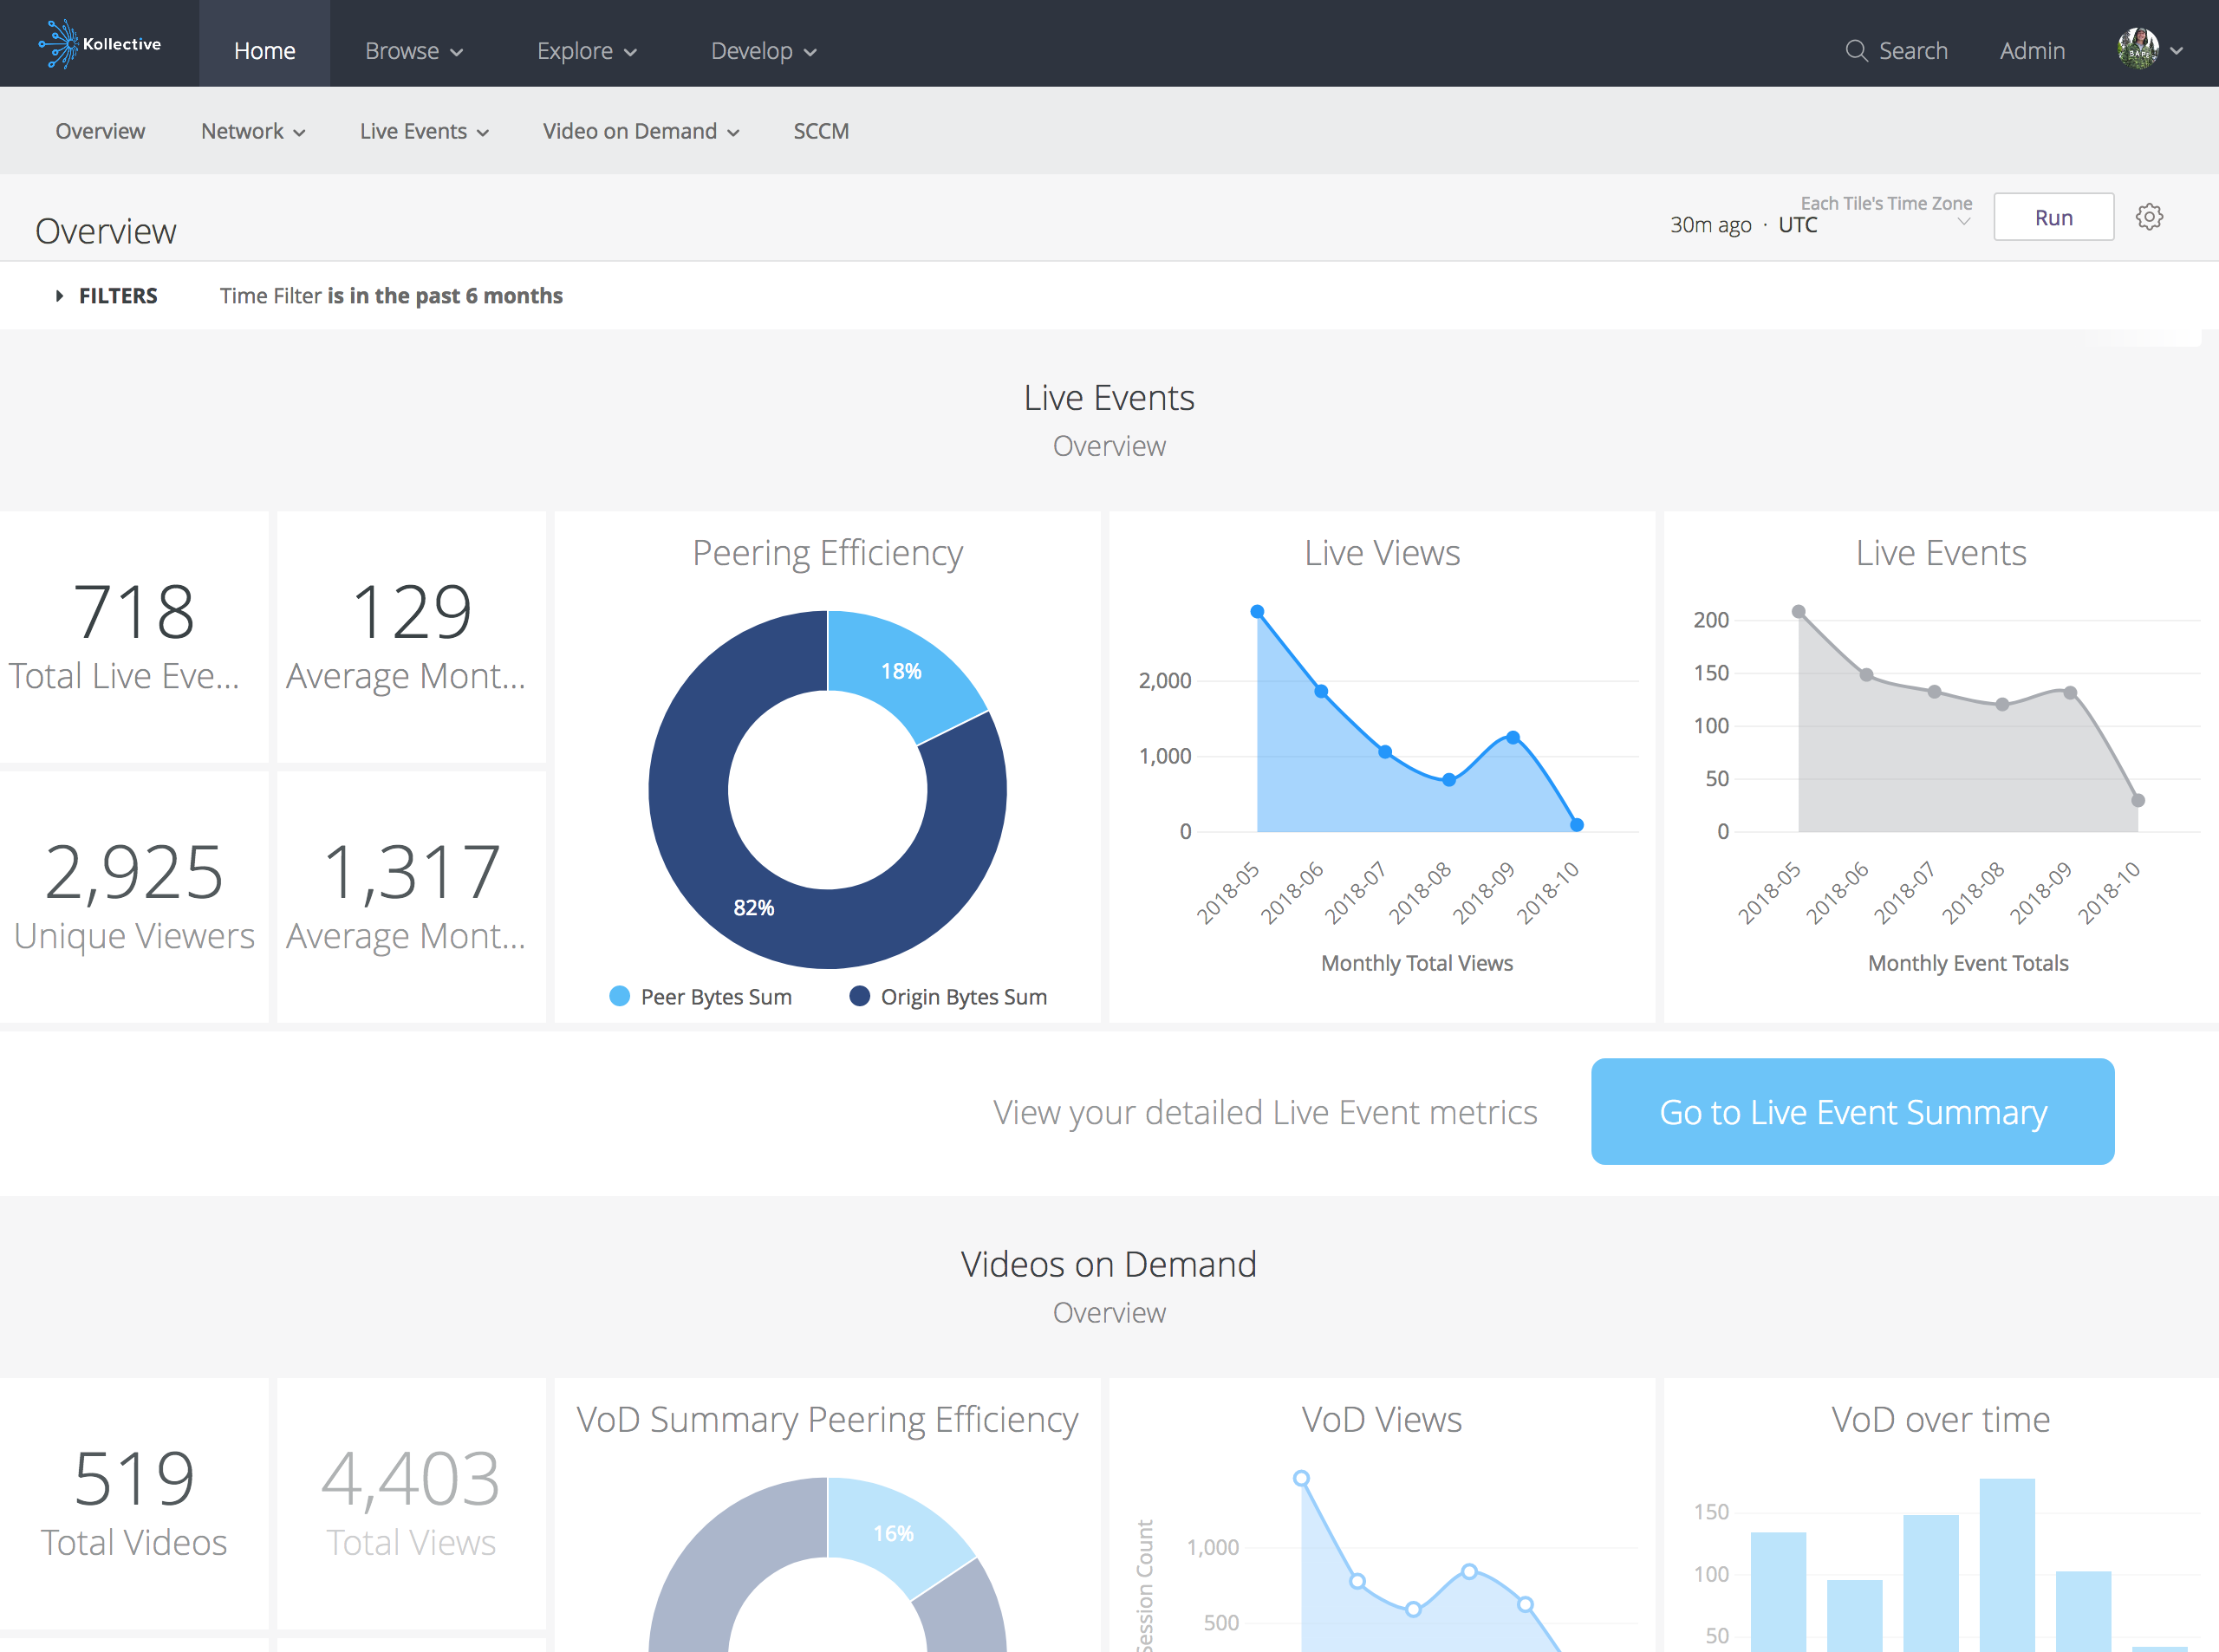 Kollective
Home
Browse
Explore
Develop
Search
Admin
Overview
Network
Live Events
Video on Demand
SCCM
Overview
30m ago · UTC
Each Tile's Time Zone
Run
FILTERS
Time Filter is in the past 6 months
Live Events
Overview
718
Total Live Eve...
129
Average Mont...
2,925
Unique Viewers
1,317
Average Mont...
Peering Efficiency
18%
82%
Peer Bytes Sum
Origin Bytes Sum
Live Views
2,000
1,000
0
2018-05
2018-06
2018-07
2018-08
2018-09
2018-10
Monthly Total Views
Live Events
200
150
100
50
0
2018-05
2018-06
2018-07
2018-08
2018-09
2018-10
Monthly Event Totals
View your detailed Live Event metrics
Go to Live Event Summary
Videos on Demand
Overview
519
Total Videos
4,403
Total Views
VoD Summary Peering Efficiency
16%
VoD Views
Session Count
1,000
500
VoD over time
150
100
50